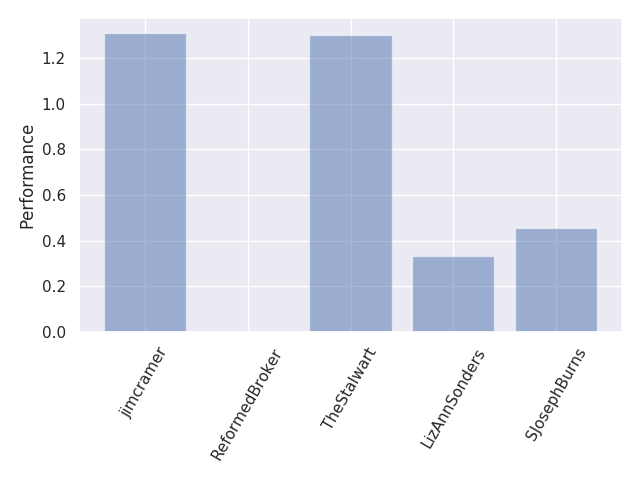 Performance
1.2
1.0
0.8
0.6
0.4
0.2
0.0
jimcramer
ReformedBroker
TheStalwart
LizAnnSonders
SJosephBurns